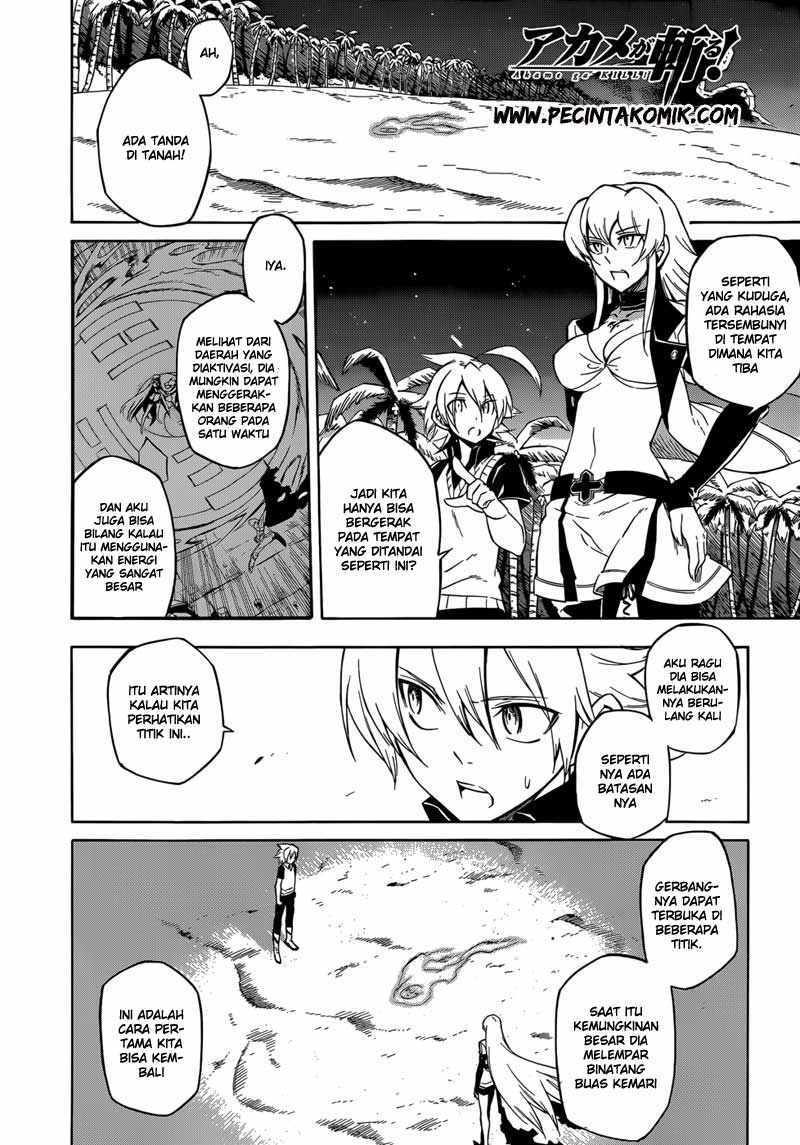 アカメが斬る!
Akame ga KILL!
WWW.PECINTAKOMIK.COM
AH,
ADA TANDA
DI TANAH!
SEPERTI
YANG KUDUGA,
ADA RAHASIA
TERSEMBUNYI
DI TEMPAT
DIMANA KITA
TIBA
JADI KITA
HANYA BISA
BERGERAK
PADA TEMPAT
YANG DITANDAI
SEPERTI INI?
IYA.
MELIHAT DARI
DAERAH YANG
DIAKTIVASI, DIA
MUNGKIN DAPAT
MENGGERAK-
KAN BEBERAPA
ORANG PADA
SATU WAKTU
DAN AKU
JUGA BISA
BILANG KALAU
ITU MENGGUNA-
KAN ENERGI
YANG SANGAT
BESAR
AKU RAGU
DIA BISA
MELAKUKAN-
NYA BERU-
LANG KALI
SEPERTI
NYA ADA
BATASAN
NYA
ITU ARTINYA
KALAU KITA
PERHATIKAN
TITIK INI..
GERBANG-
NYA DAPAT
TERBUKA DI
BEBERAPA
TITIK.
SAAT ITU
KEMUNGKINAN
BESAR DIA
MELEMPAR
BINATANG
BUAS KEMARI
INI ADALAH
CARA PER-
TAMA KITA
BISA KEM-
BALI